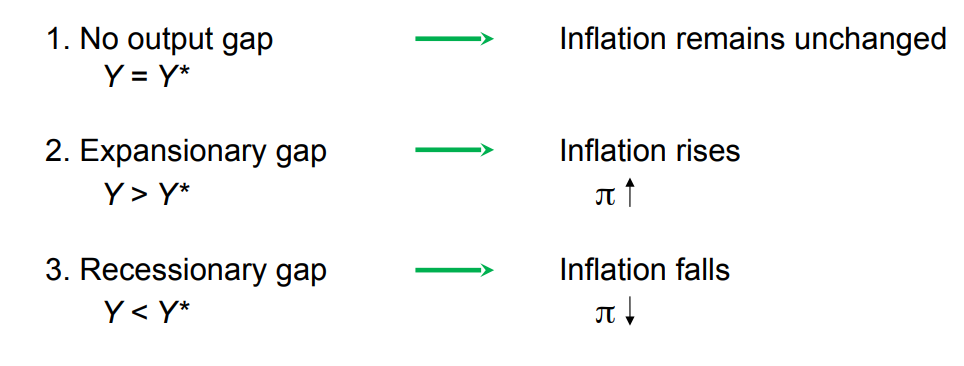 1. No output gap Inflation remains unchanged
Y = Y*
2. Expansionary gap Inflation rises
Y > Y* π
3. Recessionary gap Inflation falls
Y < Y* π